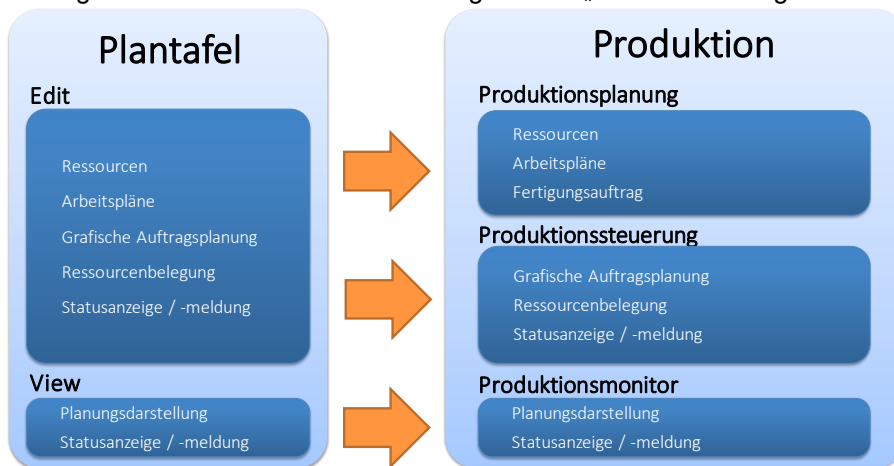 Plantafel
Edit
Ressourcen
Arbeitspläne
Grafische Auftragsplanung
Ressourcenbelegung
Statusanzeige / -meldung
View
Planungsdarstellung
Statusanzeige / -meldung
Produktion
Produktionsplanung
Ressourcen
Arbeitspläne
Fertigungsauftrag
Produktionssteuerung
Grafische Auftragsplanung
Ressourcenbelegung
Statusanzeige / -meldung
Produktionsmonitor
Planungsdarstellung
Statusanzeige / -meldung